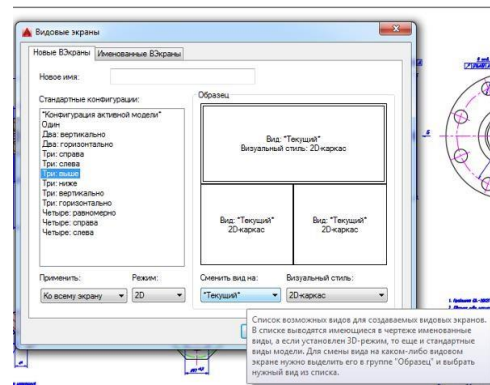 Видовые экраны
Новые ВЭкраны
Именованные ВЭкраны
Новое имя:
Стандартные конфигурации:
*Конфигурация активной модели*
Один
Два: вертикально
Два: горизонтально
Три: справа
Три: слева
Три: выше
Три: ниже
Три: вертикально
Три: горизонтально
Четыре: равномерно
Четыре: справа
Четыре: слева
Образец
Вид: "Текущий"
Визуальный стиль: 2D-каркас
Вид: "Текущий"
2D-каркас
Вид: "Текущий"
2D-каркас
Применить:
Режим:
Сменить вид на:
Визуальный стиль:
Ко всему экрану
2D
*Текущий*
2D-каркас
Список возможных видов для создаваемых видовых экранов.
В списке выводятся имеющиеся в чертеже именованные
виды, а если установлен 3D-режим, то еще и стандартные
виды модели. Для смены вида на каком-либо видовом
экране нужно выделить его в группе "Образец" и выбрать
нужный вид из списка.